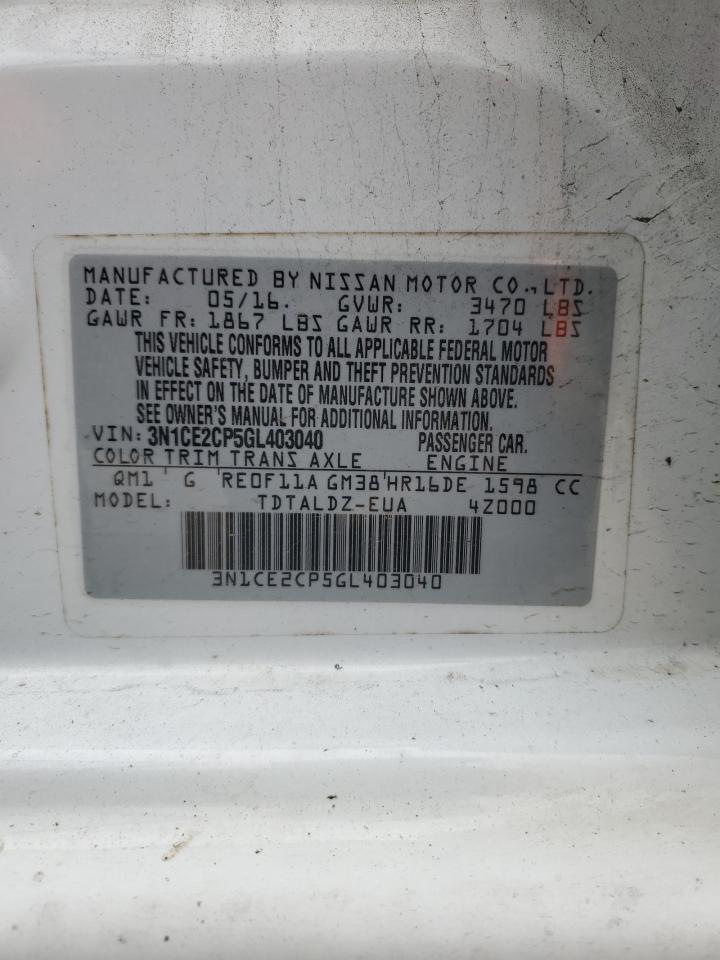 MANUFACTURED BY NISSAN MOTOR CO.,LTD.
DATE: 05/16. GVWR: 3470 LBS
GAWR FR: 1867 LBS GAWR RR: 1704 LBS
THIS VEHICLE CONFORMS TO ALL APPLICABLE FEDERAL MOTOR
VEHICLE SAFETY, BUMPER AND THEFT PREVENTION STANDARDS
IN EFFECT ON THE DATE OF MANUFACTURE SHOWN ABOVE.
SEE OWNER'S MANUAL FOR ADDITIONAL INFORMATION.
VIN: 3N1CE2CP5GL403040 PASSENGER CAR.
COLOR TRIM TRANS AXLE ENGINE
QM1 ' G ' RE0F11A GM38 ' HR16DE 1598 CC
MODEL: TDTALDZ-EUA 4Z000
3N1CE2CP5GL403040